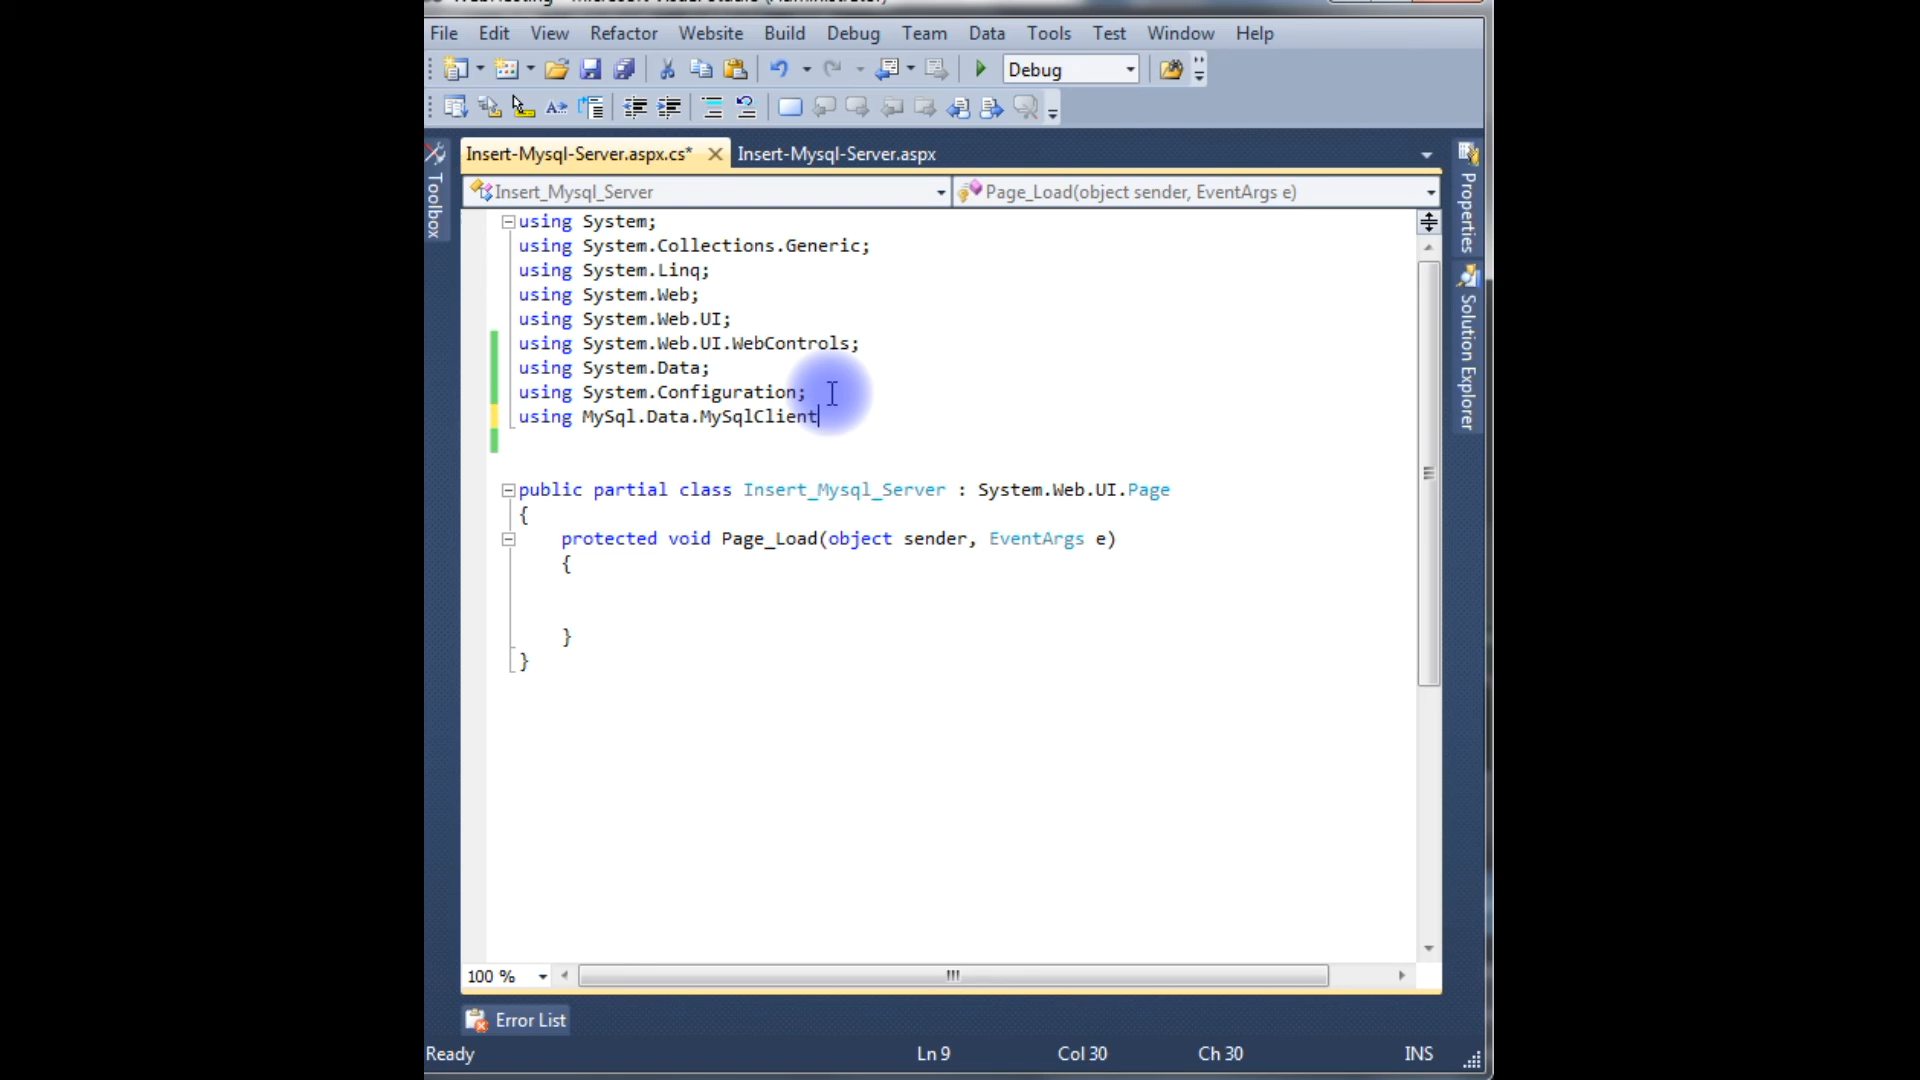 File Edit View Refactor Website Build Debug Team Data Tools Test Window Help
Debug
Insert-Mysql-Server.aspx.cs* Insert-Mysql-Server.aspx
Insert_Mysql_Server Page_Load(object sender, EventArgs e)
Toolbox
Properties
Solution Explorer
using System;
using System.Collections.Generic;
using System.Linq;
using System.Web;
using System.Web.UI;
using System.Web.UI.WebControls;
using System.Data;
using System.Configuration;
using MySql.Data.MySqlClient
public partial class Insert_Mysql_Server : System.Web.UI.Page
{
protected void Page_Load(object sender, EventArgs e)
{
}
}
100 %
Error List
Ready Ln 9 Col 30 Ch 30 INS